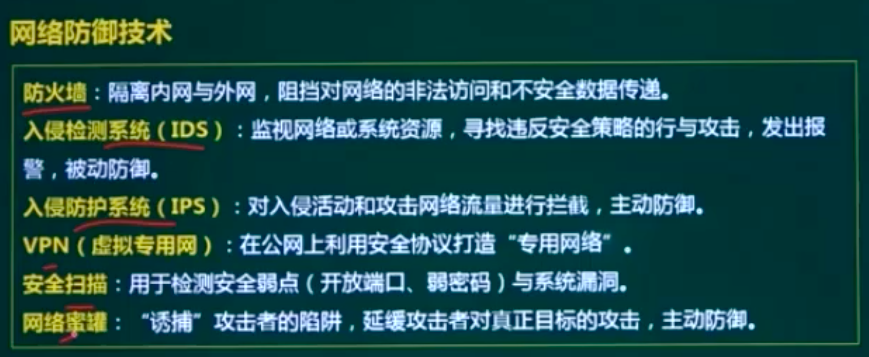 网络防御技术
防火墙：隔离内网与外网，阻挡对网络的非法访问和不安全数据传递。
入侵检测系统（IDS）：监视网络或系统资源，寻找违反安全策略的行与攻击，发出报
警，被动防御。
入侵防护系统（IPS）：对入侵活动和攻击网络流量进行拦截，主动防御。
VPN（虚拟专用网）：在公网上利用安全协议打造“专用网络”。
安全扫描：用于检测安全弱点（开放端口、弱密码）与系统漏洞。
网络蜜罐：“诱捕”攻击者的陷阱，延缓攻击者对真正目标的攻击，主动防御。